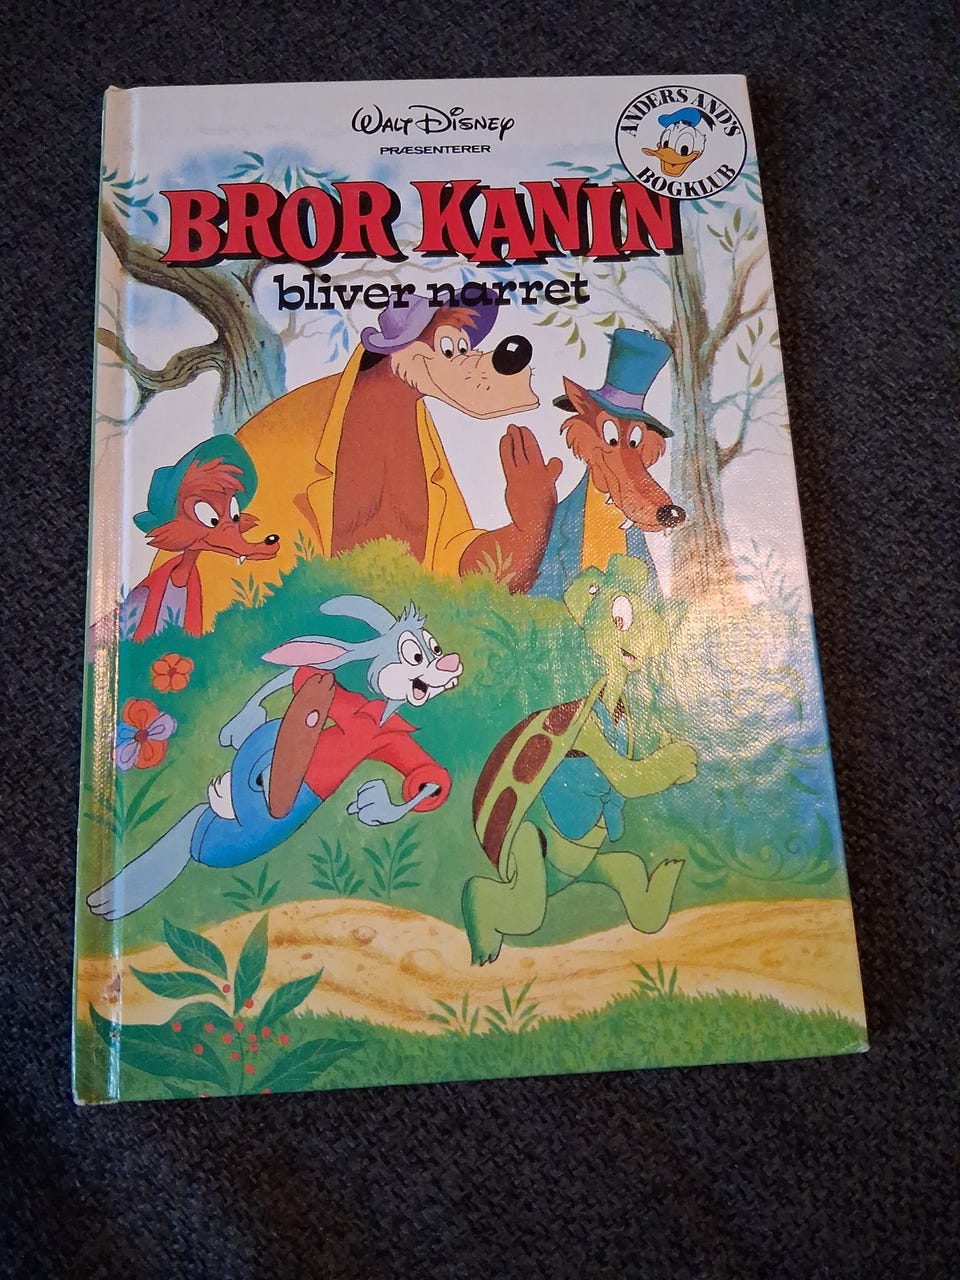 WALT DISNEY
PRÆSENTERER
ANDERS AND'S
BOGKLUB
BROR KANIN
bliver narret